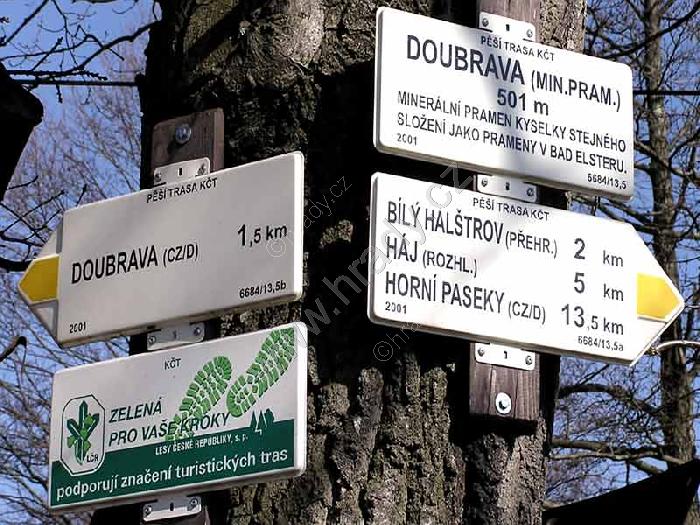 PĚŠÍ TRASA KČT
DOUBRAVA (MIN.PRAM.)
501 m
MINERÁLNÍ PRAMEN KYSELKY STEJNÉHO
SLOŽENÍ JAKO PRAMENY V BAD ELSTERU.
2001 6684/13,5
PĚŠÍ TRASA KČT
DOUBRAVA (CZ/D) 1,5 km
2001 6684/13,5b
PĚŠÍ TRASA KČT
BÍLÝ HALŠTROV (PŘEHR.) 2 km
HÁJ (ROZHL.) 5 km
HORNÍ PASEKY (CZ/D) 13,5 km
2001 6684/13,5a
KČT
ZELENÁ
PRO VAŠE KROKY
LESY ČESKÉ REPUBLIKY, s. p.
LČR
podporují značení turistických tras
www.hrady.cz